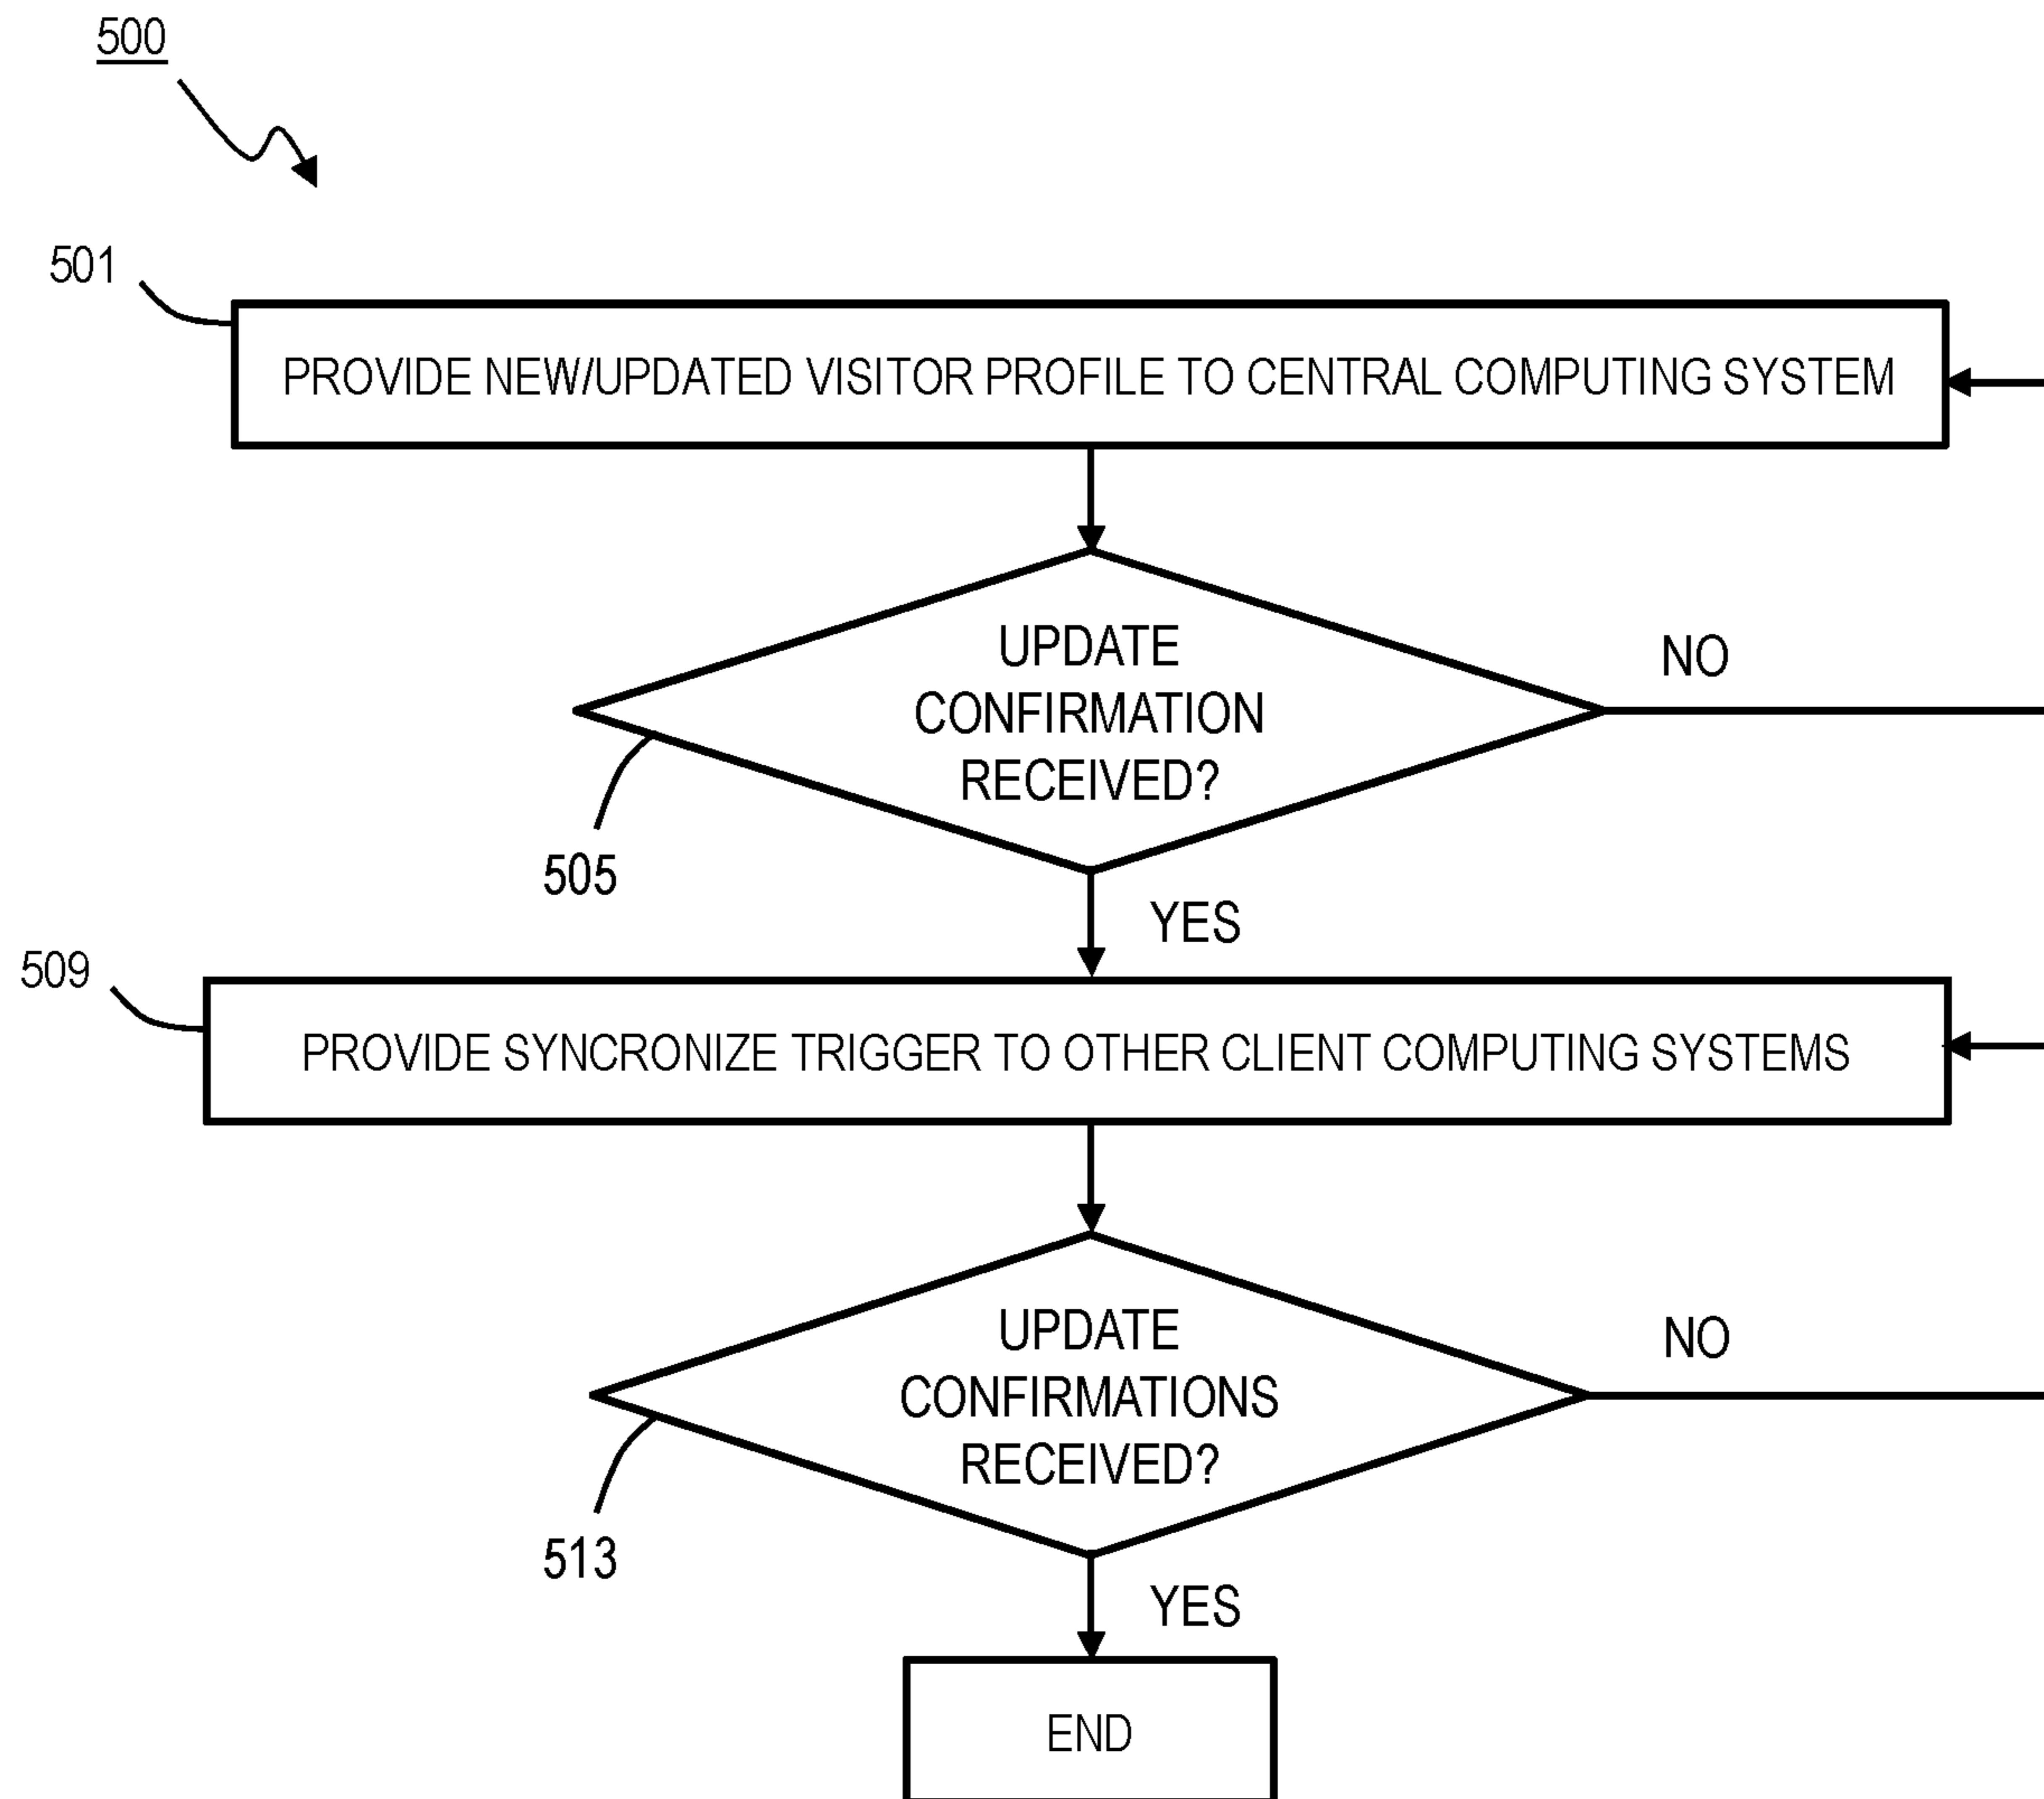 500
501
PROVIDE NEW/UPDATED VISITOR PROFILE TO CENTRAL COMPUTING SYSTEM
UPDATE
CONFIRMATION
RECEIVED?
NO
505
YES
509
PROVIDE SYNCRONIZE TRIGGER TO OTHER CLIENT COMPUTING SYSTEMS
UPDATE
CONFIRMATIONS
RECEIVED?
NO
513
YES
END